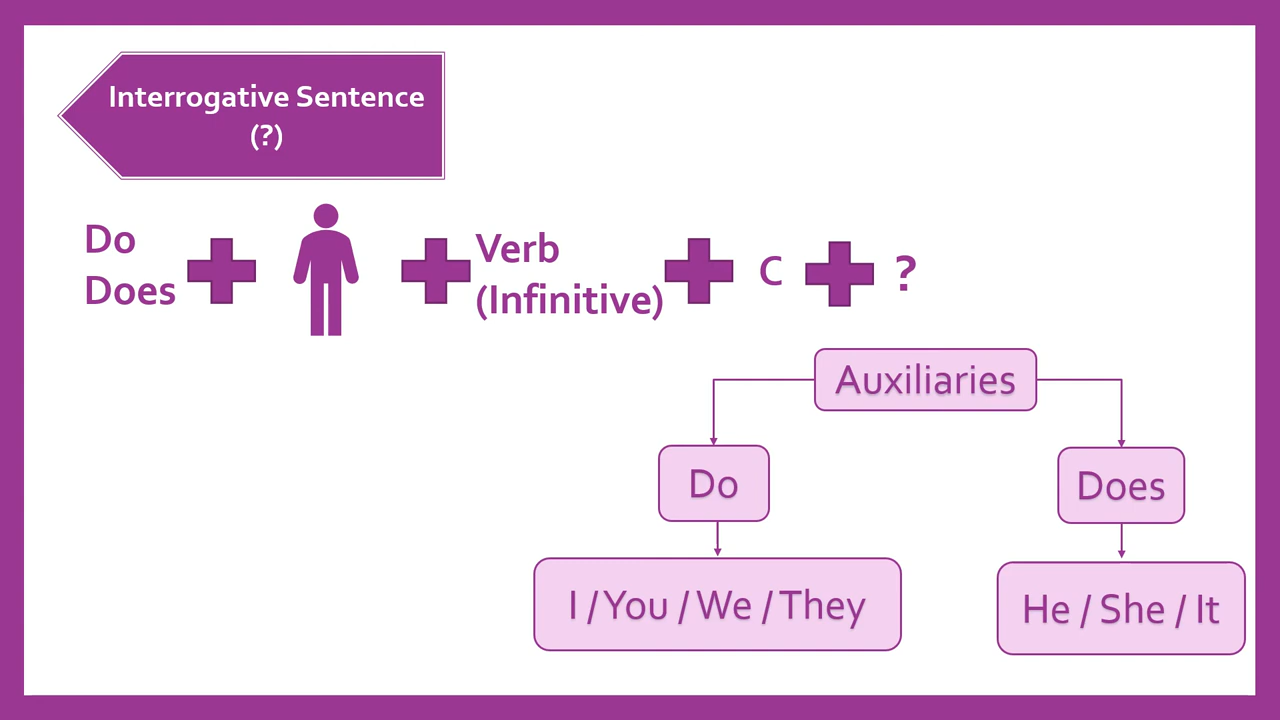 Interrogative Sentence
(?)
Do
Does
Verb
(Infinitive)
C
?
Auxiliaries
Do
Does
I / You / We / They
He / She / It